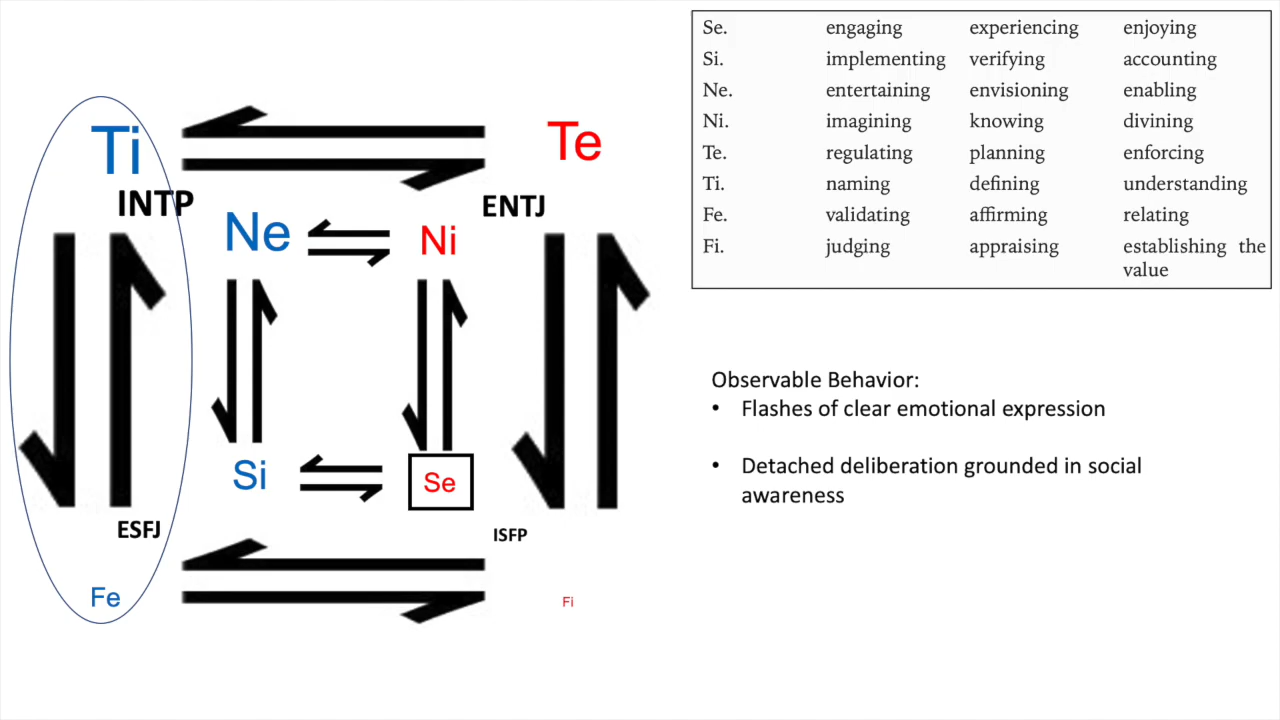 Ti
Te
INTP
ENTJ
Ne
Ni
Si
Se
ESFJ
ISFP
Fe
Fi
Se. engaging experiencing enjoying
Si. implementing verifying accounting
Ne. entertaining envisioning enabling
Ni. imagining knowing divining
Te. regulating planning enforcing
Ti. naming defining understanding
Fe. validating affirming relating
Fi. judging appraising establishing the
value
Observable Behavior:
• Flashes of clear emotional expression
• Detached deliberation grounded in social
awareness